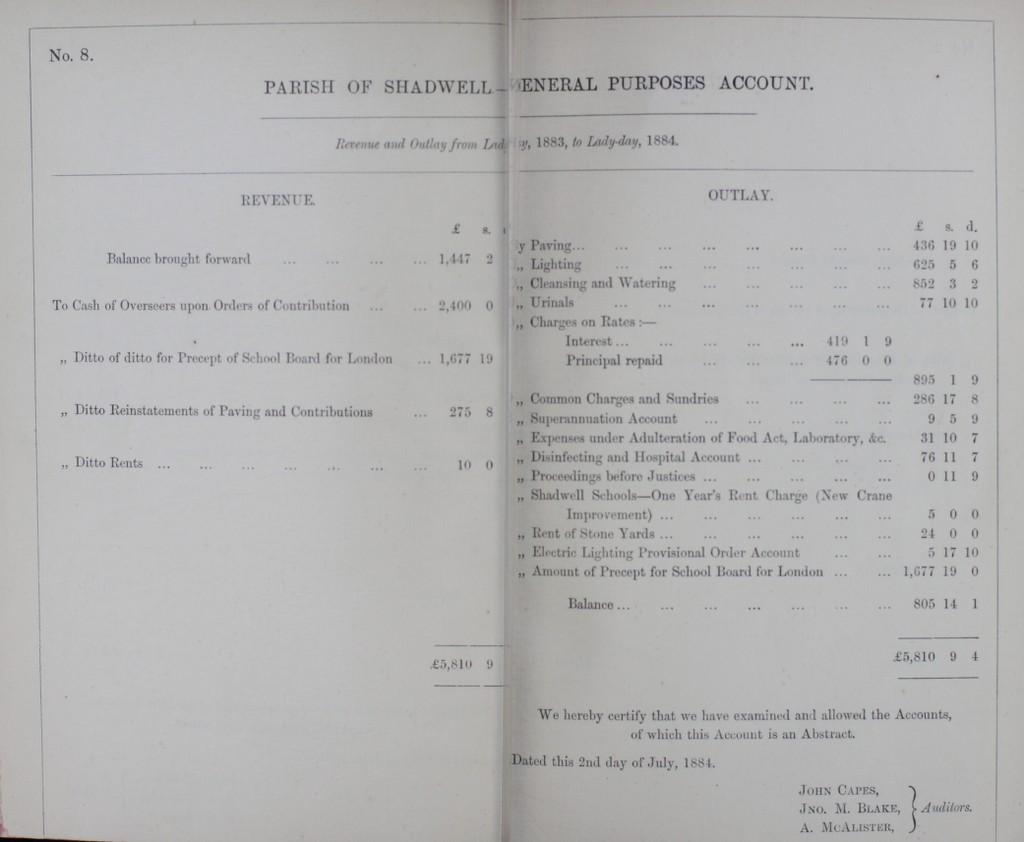 No. 8.
PARISH OF SHADWELL—ENERAL PURPOSES ACCOUNT.
Revenue and Outlay from Lad y, 1883, to Lady-day, 1884.
REVENUE.
£ s.
Balance brought forward ... ... ... ... 1,447 2
To Cash of Overseers upon Orders of Contribution ... ... 2,400 0
„ Ditto of ditto for Precept of School Board for London ... 1,677 19
„ Ditto Reinstatements of Paving and Contributions ... 275 8
„ Ditto Rents ... ... ... ... ... ... ... 10 0
£5,810 9
OUTLAY.
£ s. d.
y Paving... ... ... ... ... ... ... ... 436 19 10
„ Lighting ... ... ... ... ... ... ... 625 5 6
„ Cleansing and Watering ... ... ... ... ... 852 3 2
„ Urinals ... ... ... ... ... ... ... 77 10 10
„ Charges on Rates :—
Interest... ... ... ... ... 419 1 9
Principal repaid ... ... ... 476 0 0
895 1 9
„ Common Charges and Sundries ... ... ... ... 286 17 8
„ Superannuation Account ... ... ... ... ... 9 5 9
„ Expenses under Adulteration of Food Act, Laboratory, &c. 31 10 7
„ Disinfecting and Hospital Account ... ... ... ... 76 11 7
„ Proceedings before Justices ... ... ... ... ... 0 11 9
„ Shadwell Schools—One Year's Rent Charge (New Crane
Improvement) ... ... ... ... ... ... 5 0 0
„ Rent of Stone Yards ... ... ... ... ... ... 24 0 0
„ Electric Lighting Provisional Order Account ... ... 5 17 10
„ Amount of Precept for School Board for London ... ... 1,677 19 0
Balance ... ... ... ... ... ... ... 805 14 1
£5,810 9 4
We hereby certify that we have examined and allowed the Accounts,
of which this Account is an Abstract.
Dated this 2nd day of July, 1884.
JOHN CAPES,
JNO. M. BLAKE, } Auditors.
A. MCALISTER,